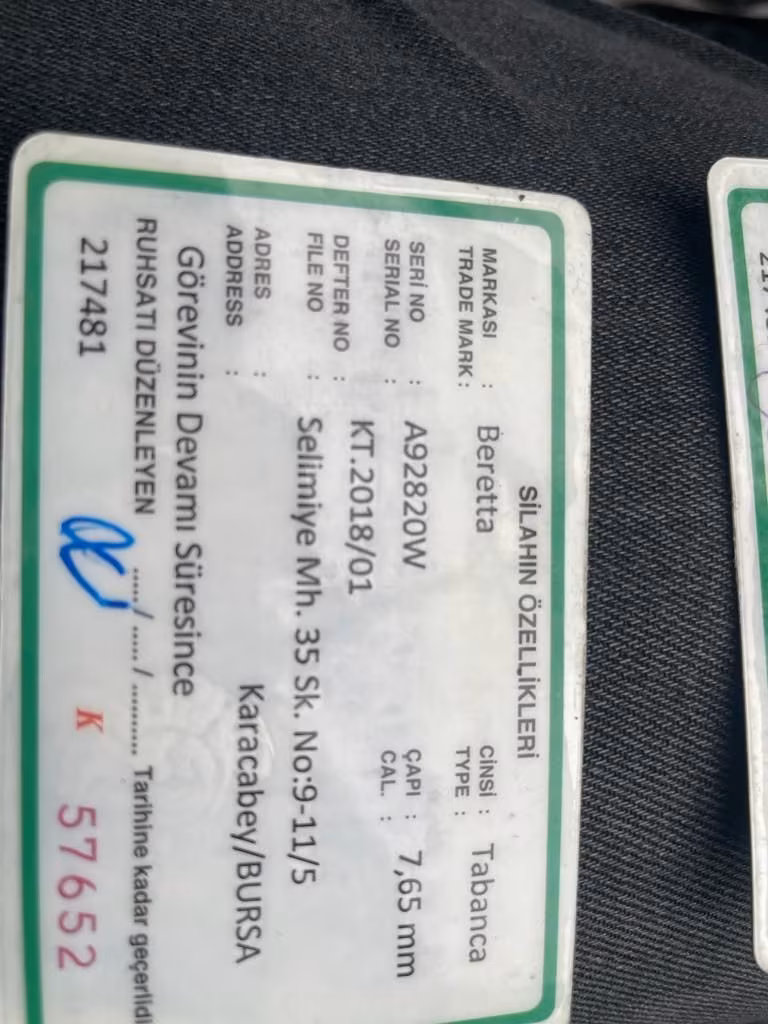 SİLAHIN ÖZELLİKLERİ
MARKASI : Beretta CİNSİ : Tabanca
TRADE MARK : TYPE :
SERİ NO : A92820W ÇAPI : 7,65 mm
SERIAL NO : CAL. :
DEFTER NO : KT.2018/01
FILE NO : Selimiye Mh. 35 Sk. No:9-11/5
ADRES :
ADDRESS : Karacabey/BURSA
Görevinin Devamı Süresince
RUHSATI DÜZENLEYEN ...../ ...../ .......... Tarihine kadar geçerlidi
217481 K 57652